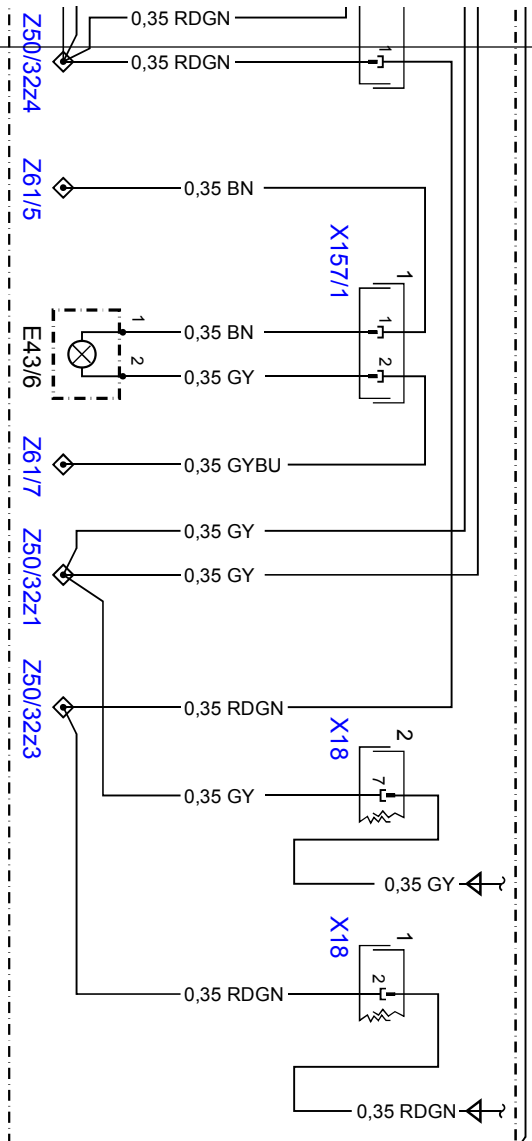 0,35 RDGN
Z50/32z4
0,35 RDGN
1
Z61/5
0,35 BN
X157/1
1
E43/6
1
0,35 BN
1
2
0,35 GY
2
Z61/7
0,35 GYBU
Z50/32z1
0,35 GY
0,35 GY
Z50/32z3
0,35 RDGN
X18
2
0,35 GY
7
0,35 GY
X18
1
0,35 RDGN
2
0,35 RDGN